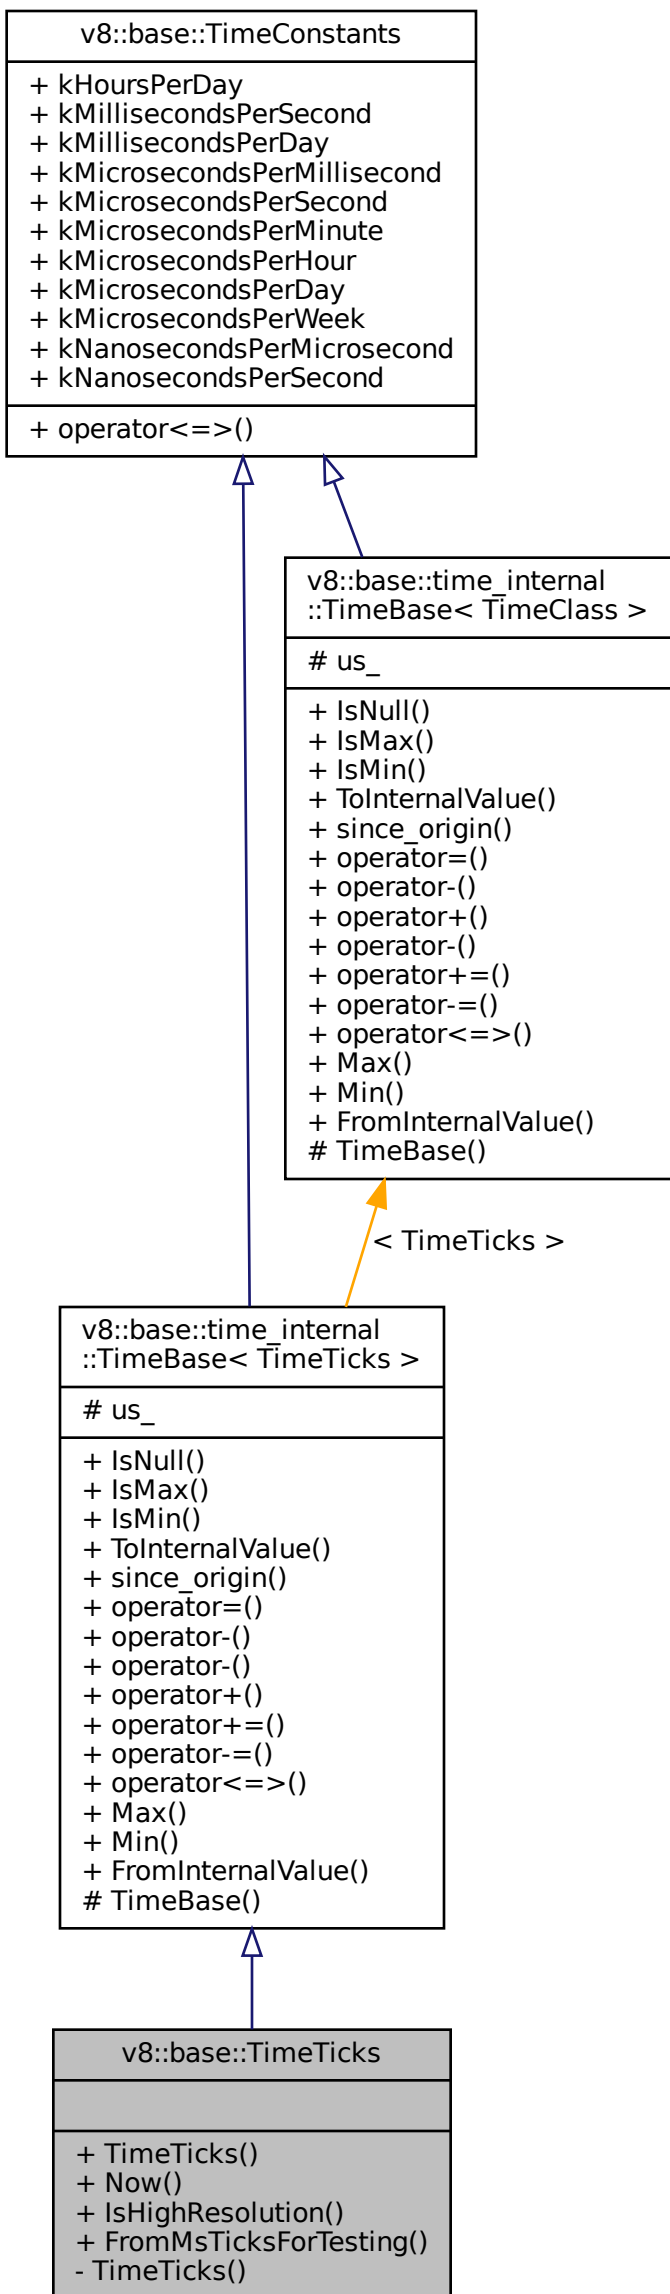 v8::base::TimeConstants
+ kHoursPerDay
+ kMillisecondsPerSecond
+ kMillisecondsPerDay
+ kMicrosecondsPerMillisecond
+ kMicrosecondsPerSecond
+ kMicrosecondsPerMinute
+ kMicrosecondsPerHour
+ kMicrosecondsPerDay
+ kMicrosecondsPerWeek
+ kNanosecondsPerMicrosecond
+ kNanosecondsPerSecond
+ operator<=>()
v8::base::time_internal
::TimeBase< TimeClass >
# us_
+ IsNull()
+ IsMax()
+ IsMin()
+ ToInternalValue()
+ since_origin()
+ operator=()
+ operator-()
+ operator+()
+ operator-()
+ operator+=()
+ operator-=()
+ operator<=>()
+ Max()
+ Min()
+ FromInternalValue()
# TimeBase()
< TimeTicks >
v8::base::time_internal
::TimeBase< TimeTicks >
# us_
+ IsNull()
+ IsMax()
+ IsMin()
+ ToInternalValue()
+ since_origin()
+ operator=()
+ operator-()
+ operator-()
+ operator+()
+ operator+=()
+ operator-=()
+ operator<=>()
+ Max()
+ Min()
+ FromInternalValue()
# TimeBase()
v8::base::TimeTicks
+ TimeTicks()
+ Now()
+ IsHighResolution()
+ FromMsTicksForTesting()
- TimeTicks()